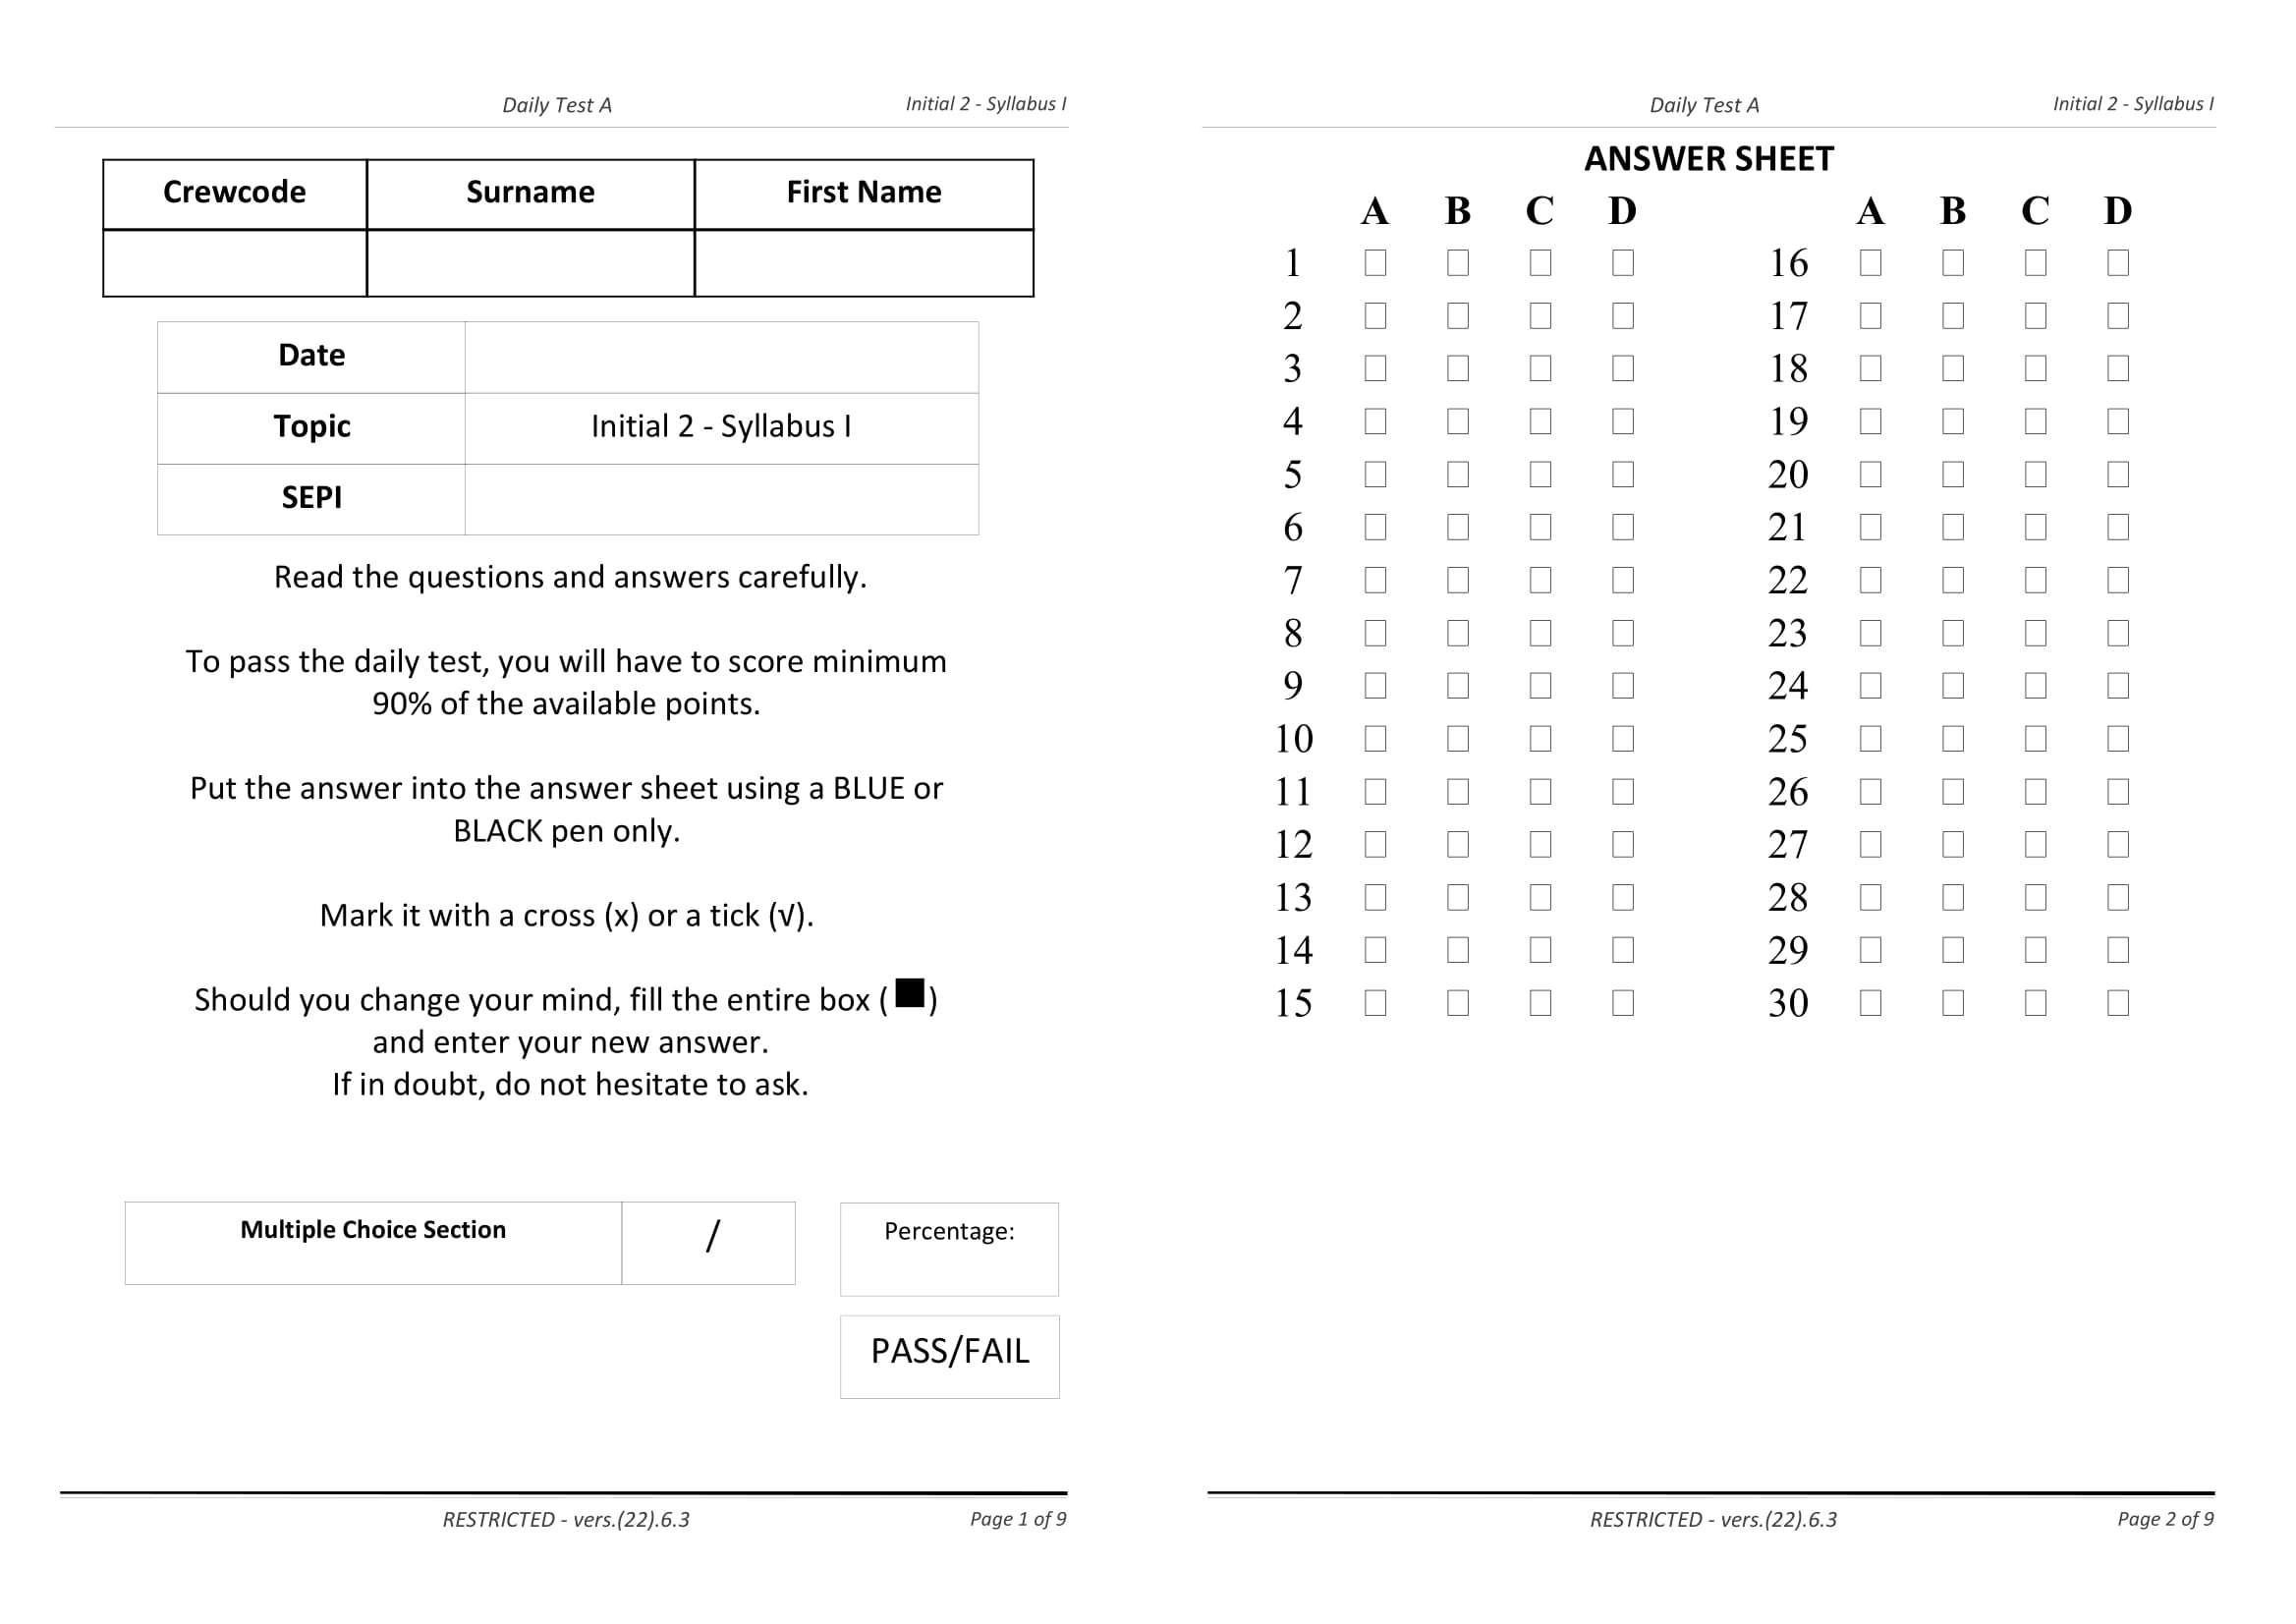 Daily Test A Initial 2 - Syllabus I
Crewcode Surname First Name
Date
Topic Initial 2 - Syllabus I
SEPI
Read the questions and answers carefully.
To pass the daily test, you will have to score minimum
90% of the available points.
Put the answer into the answer sheet using a BLUE or
BLACK pen only.
Mark it with a cross (x) or a tick (√).
Should you change your mind, fill the entire box ( ■ )
and enter your new answer.
If in doubt, do not hesitate to ask.
Multiple Choice Section /
Percentage:
PASS/FAIL
RESTRICTED - vers.(22).6.3 Page 1 of 9
Daily Test A Initial 2 - Syllabus I
ANSWER SHEET
A B C D A B C D
1 □ □ □ □ 16 □ □ □ □
2 □ □ □ □ 17 □ □ □ □
3 □ □ □ □ 18 □ □ □ □
4 □ □ □ □ 19 □ □ □ □
5 □ □ □ □ 20 □ □ □ □
6 □ □ □ □ 21 □ □ □ □
7 □ □ □ □ 22 □ □ □ □
8 □ □ □ □ 23 □ □ □ □
9 □ □ □ □ 24 □ □ □ □
10 □ □ □ □ 25 □ □ □ □
11 □ □ □ □ 26 □ □ □ □
12 □ □ □ □ 27 □ □ □ □
13 □ □ □ □ 28 □ □ □ □
14 □ □ □ □ 29 □ □ □ □
15 □ □ □ □ 30 □ □ □ □
RESTRICTED - vers.(22).6.3 Page 2 of 9